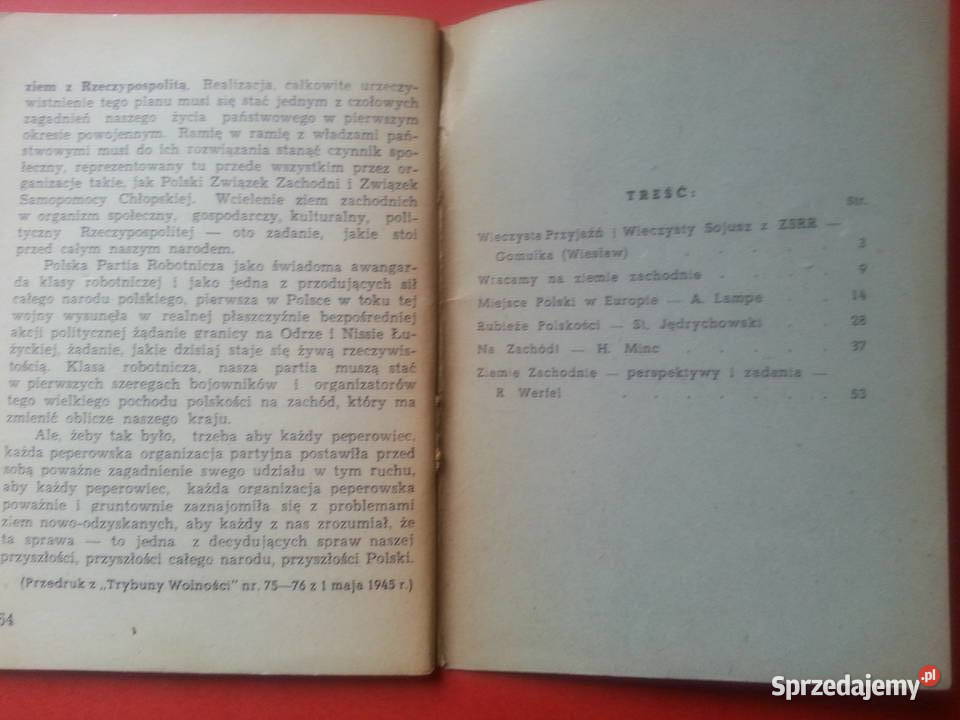 ziem z Rzecząpospolitą. Realizacja, całkowite urzeczy-
wistnienie tego planu musi się stać jednym z czołowych
zagadnień naszego życia państwowego w pierwszym
okresie powojennym. Ramię w ramię z władzami pań-
stwowymi musi do ich rozwiązania stanąć czynnik spo-
łeczny, reprezentowany tu przede wszystkim przez or-
ganizacje takie, jak Polski Związek Zachodni i Związek
Samopomocy Chłopskiej. Wcielenie ziem zachodnich
w organizm społeczny, gospodarczy, kulturalny, poli-
tyczny Rzeczypospolitej — oto zadanie, jakie stoi
przed całym naszym narodem.
Polska Partia Robotnicza jako świadoma awangar-
da klasy robotniczej i jako jedna z przodujących sił
całego narodu polskiego, pierwsza w Polsce w toku tej
wojny wysunęła w realnej płaszczyźnie bezpośredniej
akcji politycznej żądanie granicy na Odrze i Nissie Łu-
życkiej, żadanie, jakie dzisiaj staje się żywą rzeczywis-
tością. Klasa robotnicza, nasza partia muszą stać
w pierwszych szeregach bojowników i organizatorów
tego wielkiego pochodu polskości na zachód, który ma
zmienić oblicze naszego kraju.
Ale, żeby tak było, trzeba aby każdy peperowiec,
każda peperowska organizacja partyjna postawiła przed
sobą poważne zagadnienie swego udziału w tym ruchu,
aby każdy peperowiec, każda organizacja peperowska
poważnie i gruntownie zaznajomiła się z problemami
ziem nowo-odzyskanych, aby każdy z nas zrozumiał, że
ta sprawa — to jedna z decydujących spraw naszej
przyszłości, przyszłości całego narodu, przyszłości Polski.
(Przedruk z „Trybuny Wolności" nr. 75—76 z 1 maja 1945 r.)
64
TREŚĆ:
Str.
Wieczysta Przyjaźń i Wieczysty Sojusz z ZSRR —
Gomułka (Wiesław) 3
Wracamy na ziemie zachodnie . . . . 9
Miejsce Polski w Europie — A. Lampe . . 14
Rubieże Polskości — St. Jędrychowski . . 28
Na Zachód! — H. Minc . . . . . 37
Ziemie Zachodnie — perspektywy i zadania —
R Werfel . . . . . . . 53
Sprzedajemy.pl